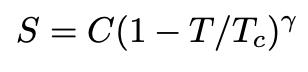 S = C(1 − T/T_c)^γ